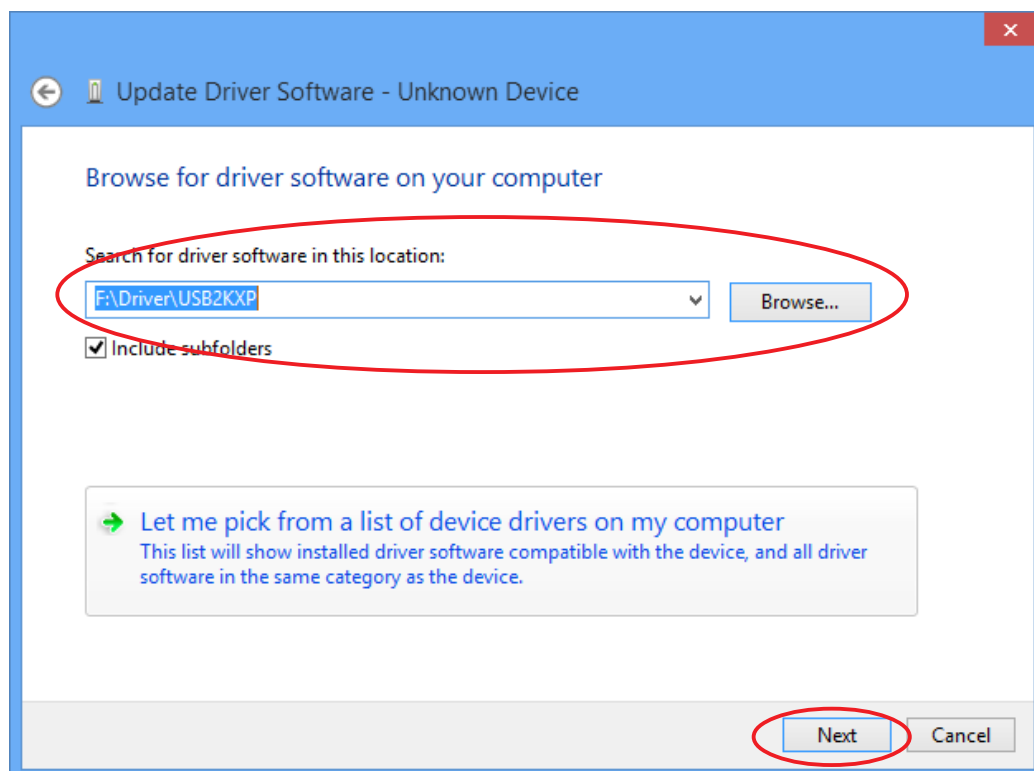 Update Driver Software - Unknown Device
Browse for driver software on your computer
Search for driver software in this location:
F:\Driver\USB2KXP
Browse...
Include subfolders
Let me pick from a list of device drivers on my computer
This list will show installed driver software compatible with the device, and all driver
software in the same category as the device.
Next
Cancel